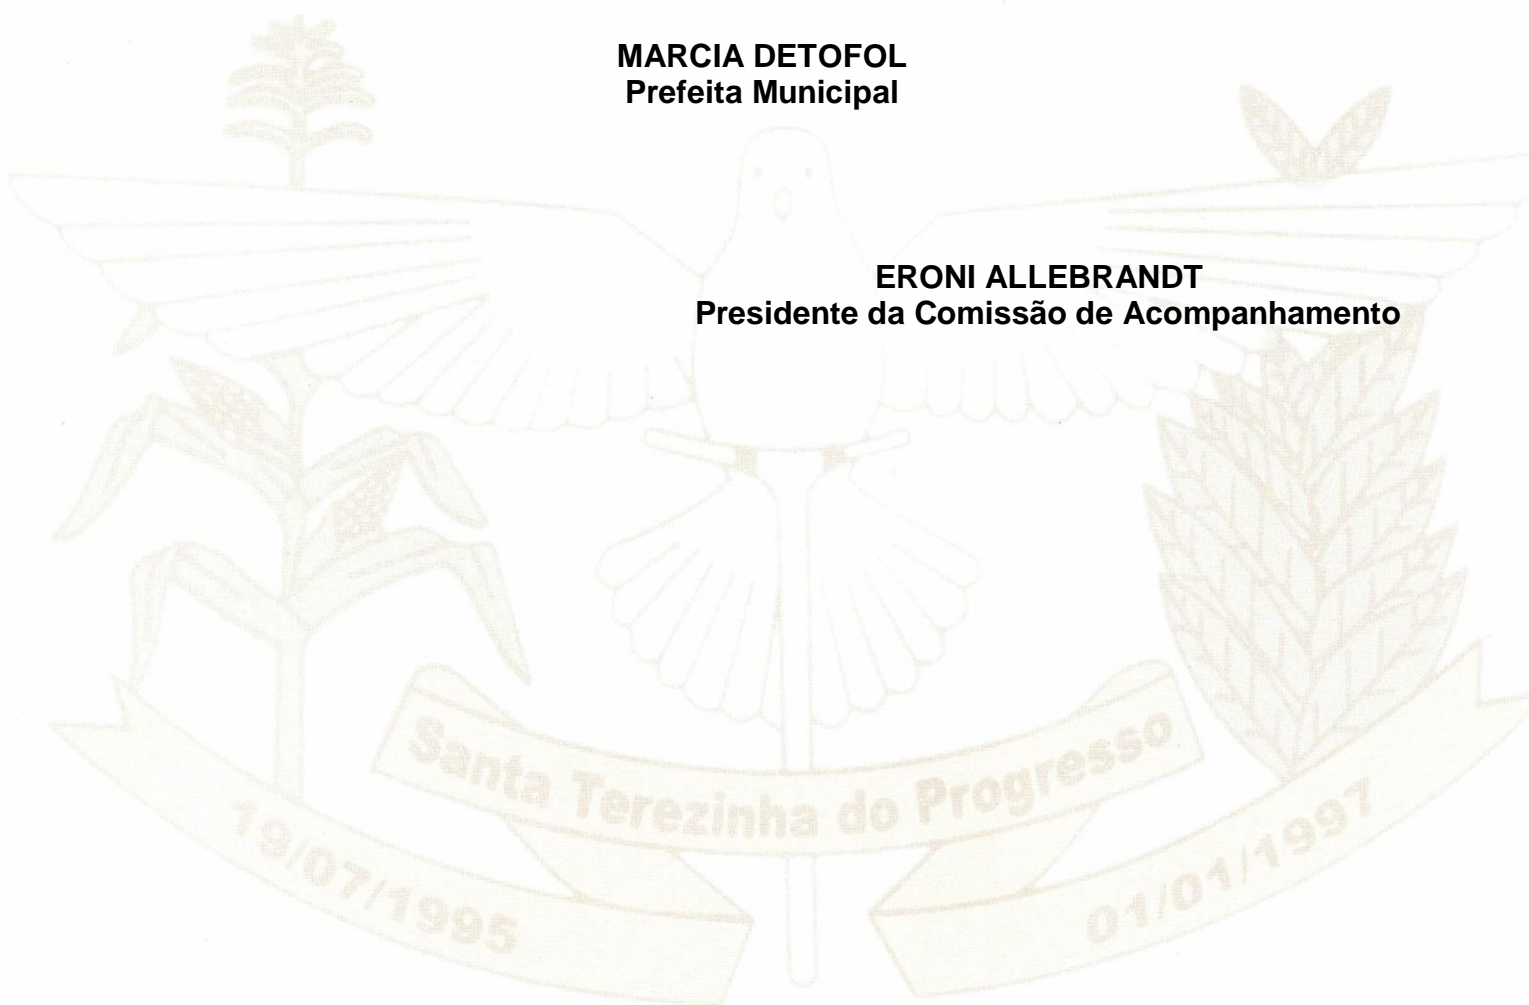 MARCIA DETOFOL
Prefeita Municipal
ERONI ALLEBRANDT
Presidente da Comissão de Acompanhamento
Santa Terezinha do Progresso
19/07/1995
01/01/1997